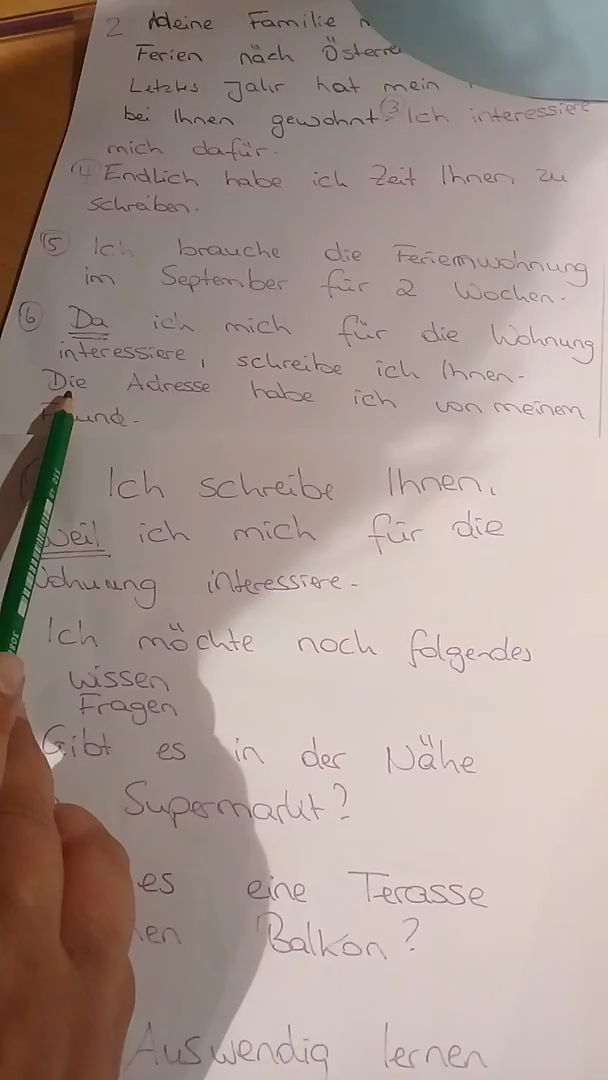 2 Meine Familie
Ferien näch Österre
Letztes Jahr hat mein
bei Ihnen gewohnt. ③ Ich interessiere
mich dafür.
④ Endlich habe ich Zeit Ihnen zu
schreiben.
⑤ Ich brauche die Ferienwohnung
im September für 2 Wochen.
⑥ Da ich mich für die Wohnung
interessiere, schreibe ich Ihnen.
Die Adresse habe ich von meinem
und.
Ich schreibe Ihnen,
weil ich mich für die
ohnung interessiere.
Ich möchte noch folgendes
wissen
Fragen
Gibt es in der Nähe
Supermarkt?
es eine Terasse
en Balkon?
Auswendig lernen